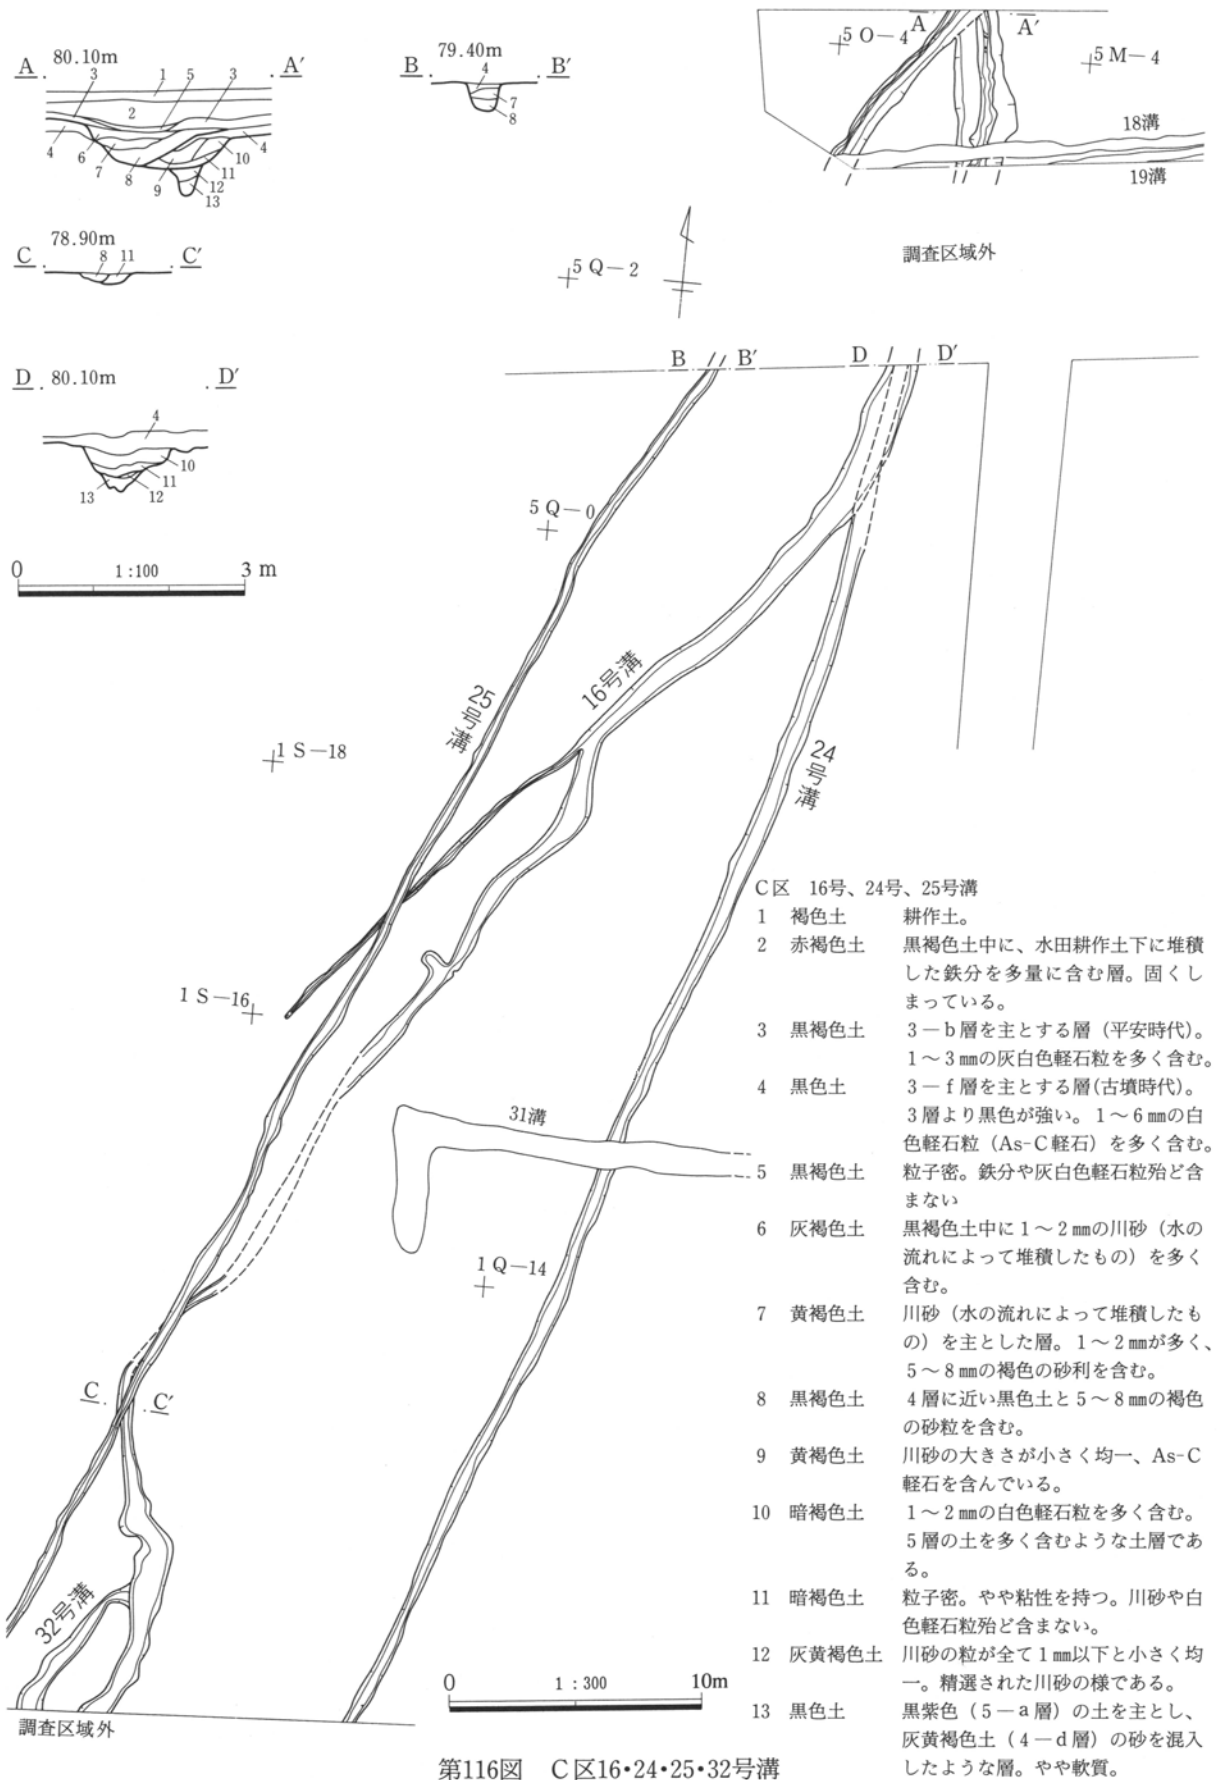 A 80.10m A′
3 1 5 3
2
4 6 7 8 9 10 11 12 13 4
B 79.40m B′
4
7
8
C 78.90m C′
8 11
D 80.10m D′
4
10
11
12
13
0 1:100 3 m
A A′
5 O-4
5 M-4
18溝
19溝
調査区域外
5 Q-2
B B′ D D′
5 Q-0
16号溝
25号溝
24号溝
1 S-18
1 S-16
31溝
1 Q-14
C C′
32号溝
調査区域外
0 1:300 10m
C区 16号、24号、25号溝
1 褐色土 耕作土。
2 赤褐色土 黒褐色土中に、水田耕作土下に堆積
した鉄分を多量に含む層。固くし
まっている。
3 黒褐色土 3-b層を主とする層(平安時代)。
1~3㎜の灰白色軽石粒を多く含む。
4 黒色土 3-f層を主とする層(古墳時代)。
3層より黒色が強い。1~6㎜の白
色軽石粒(As-C軽石)を多く含む。
5 黒褐色土 粒子密。鉄分や灰白色軽石粒殆ど含
まない
6 灰褐色土 黒褐色土中に1~2㎜の川砂(水の
流れによって堆積したもの)を多く
含む。
7 黄褐色土 川砂(水の流れによって堆積したも
の)を主とした層。1~2㎜が多く、
5~8㎜の褐色の砂利を含む。
8 黒褐色土 4層に近い黒色土と5~8㎜の褐色
の砂粒を含む。
9 黄褐色土 川砂の大きさが小さく均一、As-C
軽石を含んでいる。
10 暗褐色土 1~2㎜の白色軽石粒を多く含む。
5層の土を多く含むような土層であ
る。
11 暗褐色土 粒子密。やや粘性を持つ。川砂や白
色軽石粒殆ど含まない。
12 灰黄褐色土 川砂の粒が全て1㎜以下と小さく均
一。精選された川砂の様である。
13 黒色土 黒紫色(5-a層)の土を主とし、
灰黄褐色土(4-d層)の砂を混入
したような層。やや軟質。
第116図 C区16・24・25・32号溝